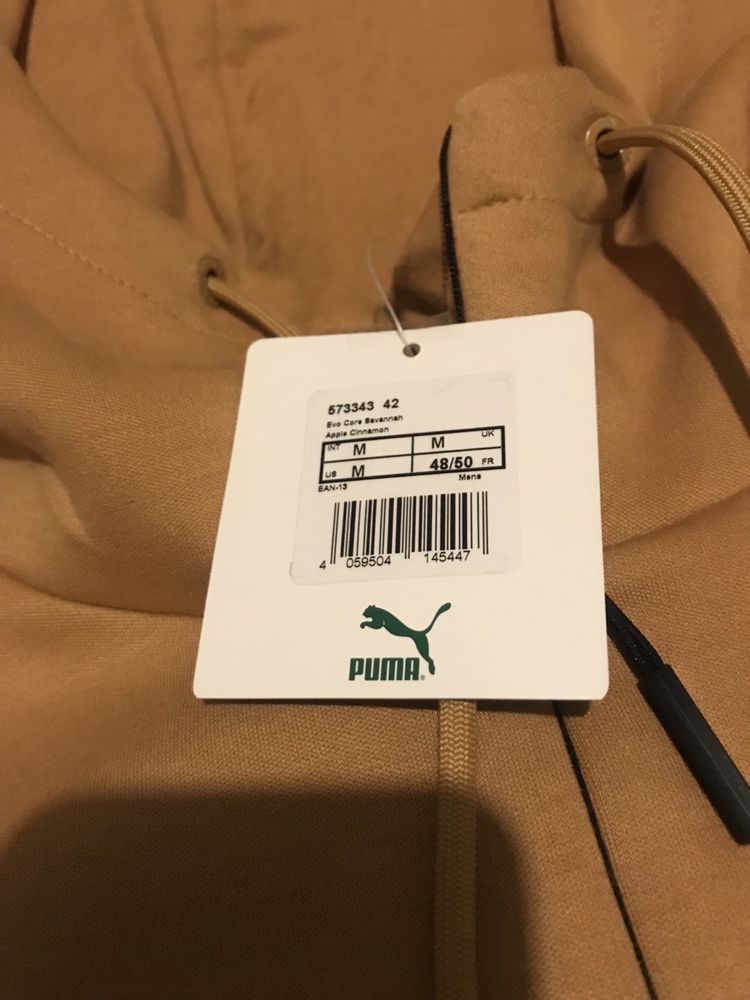 573343 42
Evo Core Savannah
Apple Cinnamon
INT M M UK
US M 48/50 FR
EAN-13 Mens
4 059504 145447
PUMA®